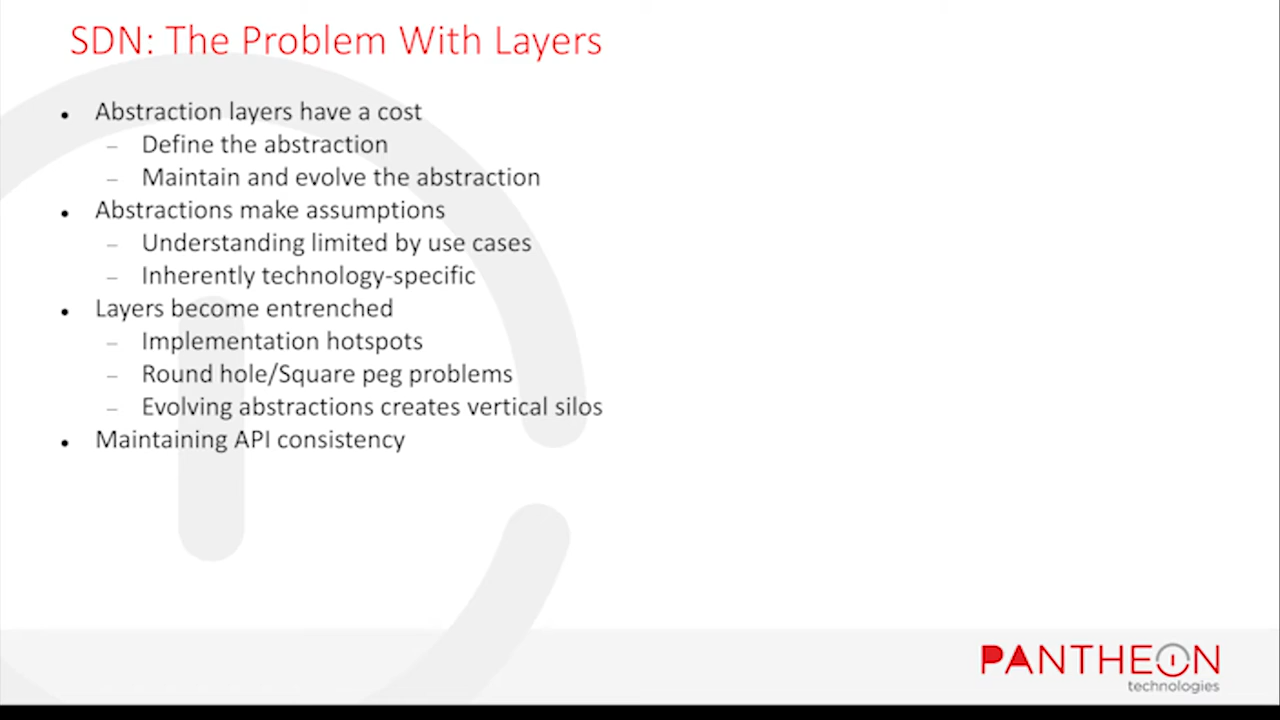 SDN: The Problem With Layers
• Abstraction layers have a cost
– Define the abstraction
– Maintain and evolve the abstraction
• Abstractions make assumptions
– Understanding limited by use cases
– Inherently technology-specific
• Layers become entrenched
– Implementation hotspots
– Round hole/Square peg problems
– Evolving abstractions creates vertical silos
• Maintaining API consistency
PANTHEON
technologies